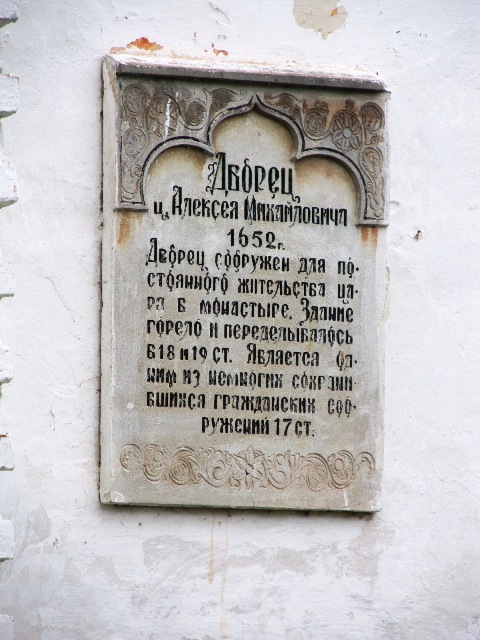 Дворец
ц. Алексея Михайловича
1652 г.
Дворец сооружен для по-
стоянного жительства ца-
ра в монастыре. Здание
горело и переделывалось
в 18 и 19 ст. Является од-
ним из немногих сохрани-
вшихся гражданских соо-
ружений 17 ст.